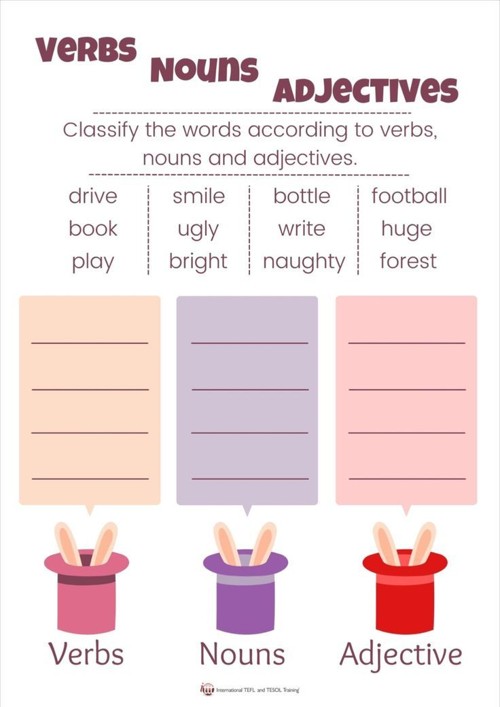 Verbs
Nouns
Adjectives
Classify the words according to verbs,
nouns and adjectives.
drive smile bottle football
book ugly write huge
play bright naughty forest
Verbs Nouns Adjective
International TEFL and TESOL Training